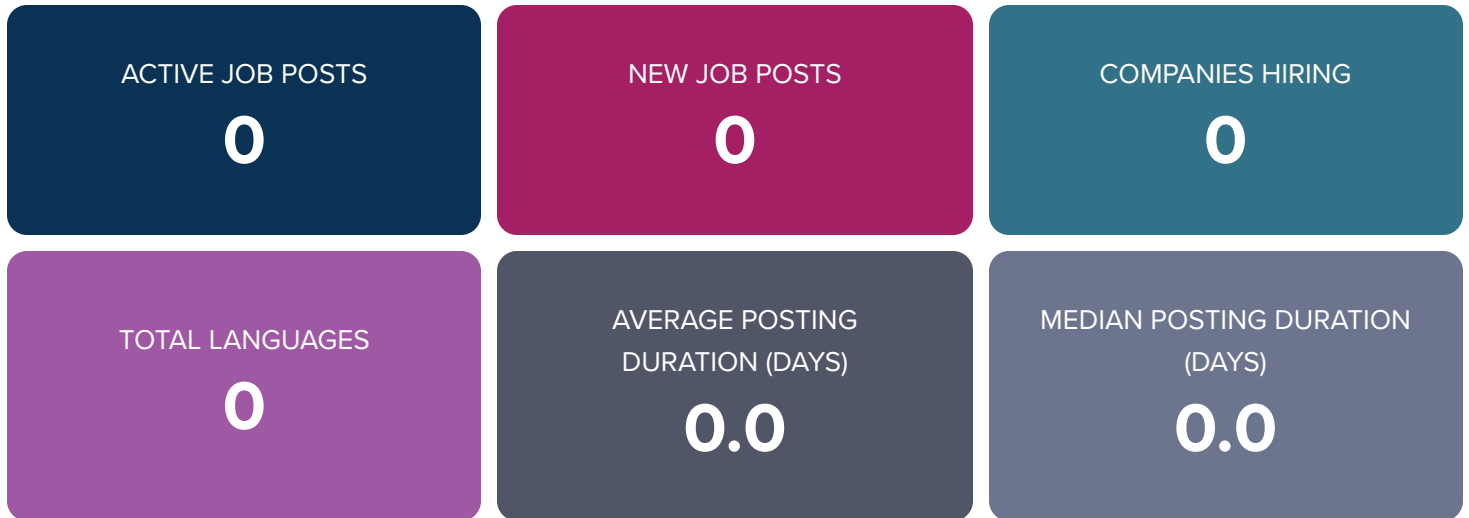 ACTIVE JOB POSTS
0
NEW JOB POSTS
0
COMPANIES HIRING
0
TOTAL LANGUAGES
0
AVERAGE POSTING
DURATION (DAYS)
0.0
MEDIAN POSTING DURATION
(DAYS)
0.0